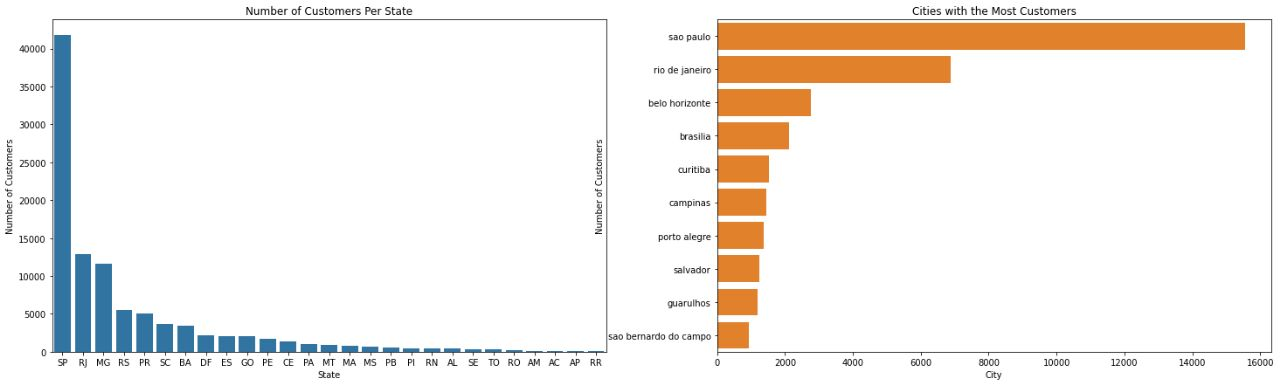 Number of Customers Per State
Number of Customers
40000
35000
30000
25000
20000
15000
10000
5000
0
SP RJ MG RS PR SC BA DF ES GO PE CE PA MT MA MS PB PI RN AL SE TO RO AM AC AP RR
State
Cities with the Most Customers
Number of Customers
sao paulo
rio de janeiro
belo horizonte
brasilia
curitiba
campinas
porto alegre
salvador
guarulhos
sao bernardo do campo
0 2000 4000 6000 8000 10000 12000 14000 16000
City